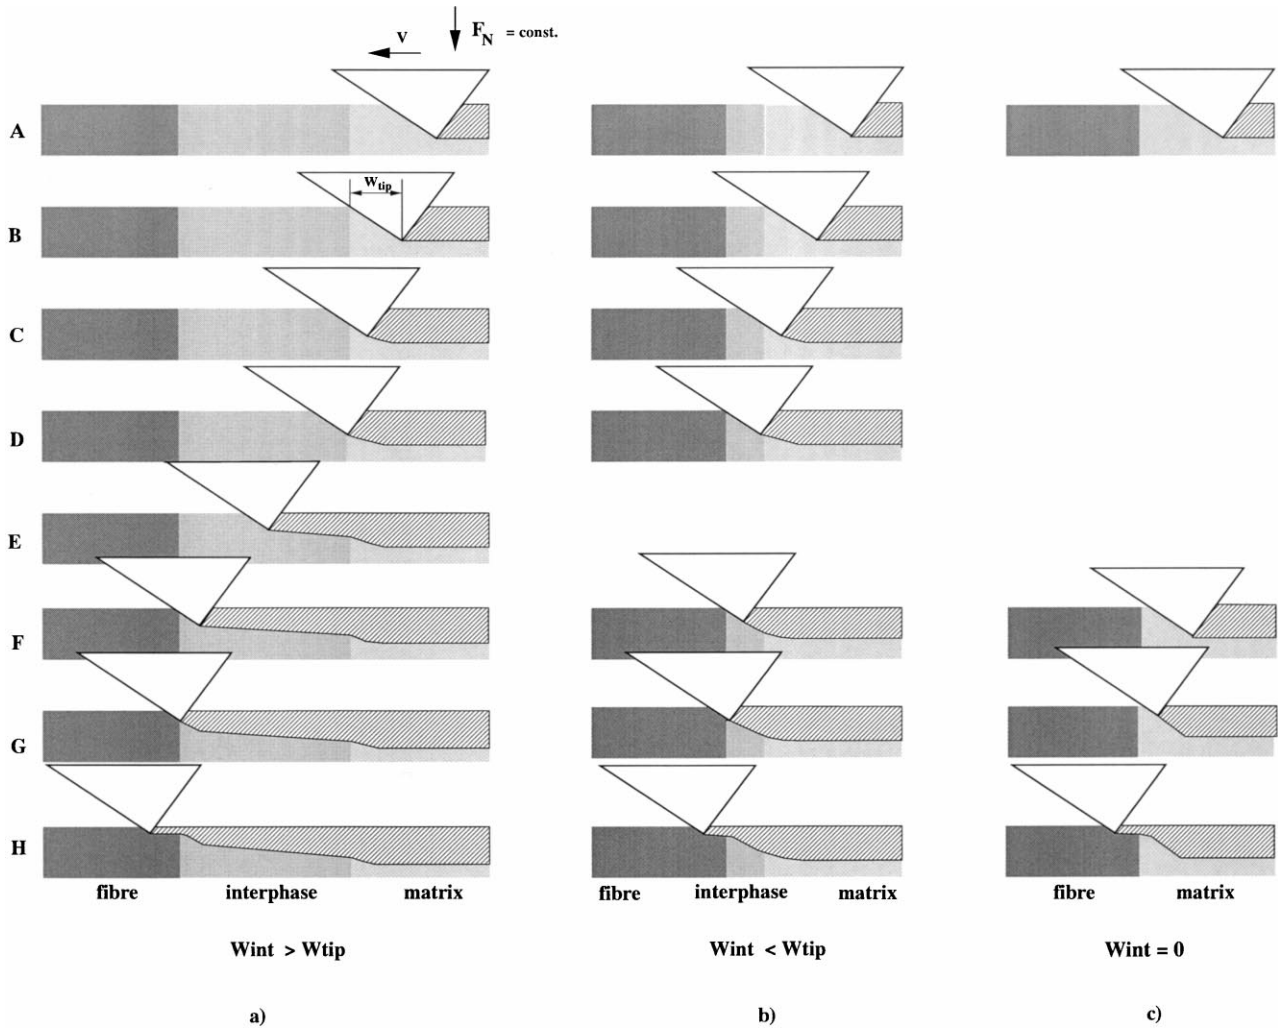 V
F_N = const.
A
W_tip
B
C
D
E
F
G
H
fibre interphase matrix fibre interphase matrix fibre matrix
Wint > Wtip Wint < Wtip Wint = 0
a) b) c)